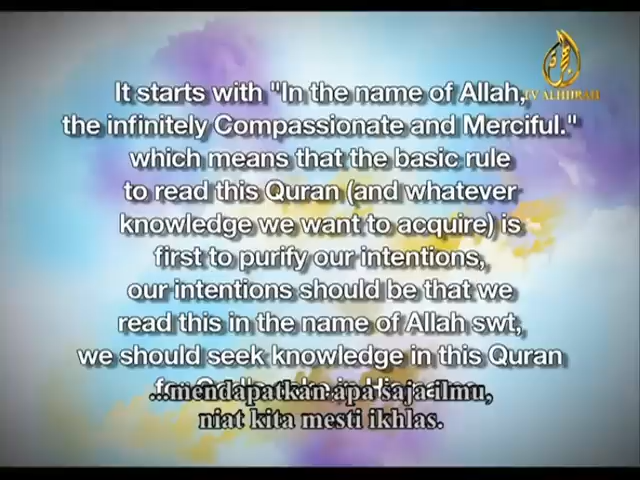 TV ALHIJRAH
It starts with "In the name of Allah,
the infinitely Compassionate and Merciful."
which means that the basic rule
to read this Quran (and whatever
knowledge we want to acquire) is
first to purify our intentions,
our intentions should be that we
read this in the name of Allah swt,
we should seek knowledge in this Quran
...mendapatkan apa saja ilmu,
niat kita mesti ikhlas.